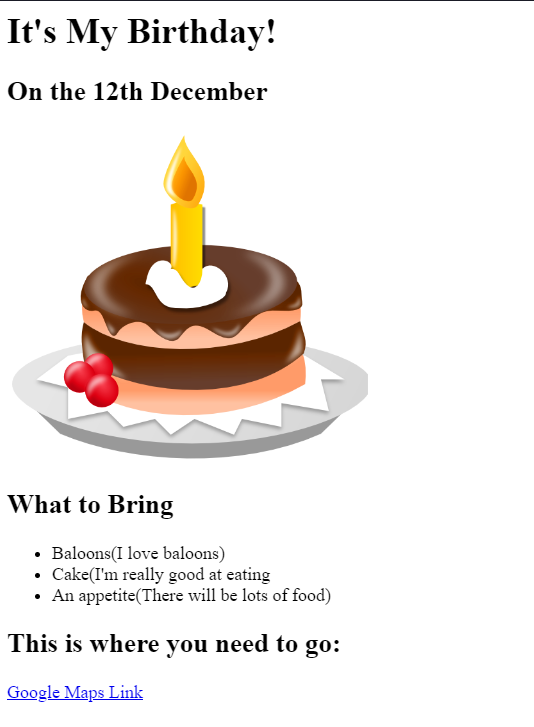 It's My Birthday!
On the 12th December
What to Bring
Baloons(I love baloons)
Cake(I'm really good at eating
An appetite(There will be lots of food)
This is where you need to go:
Google Maps Link